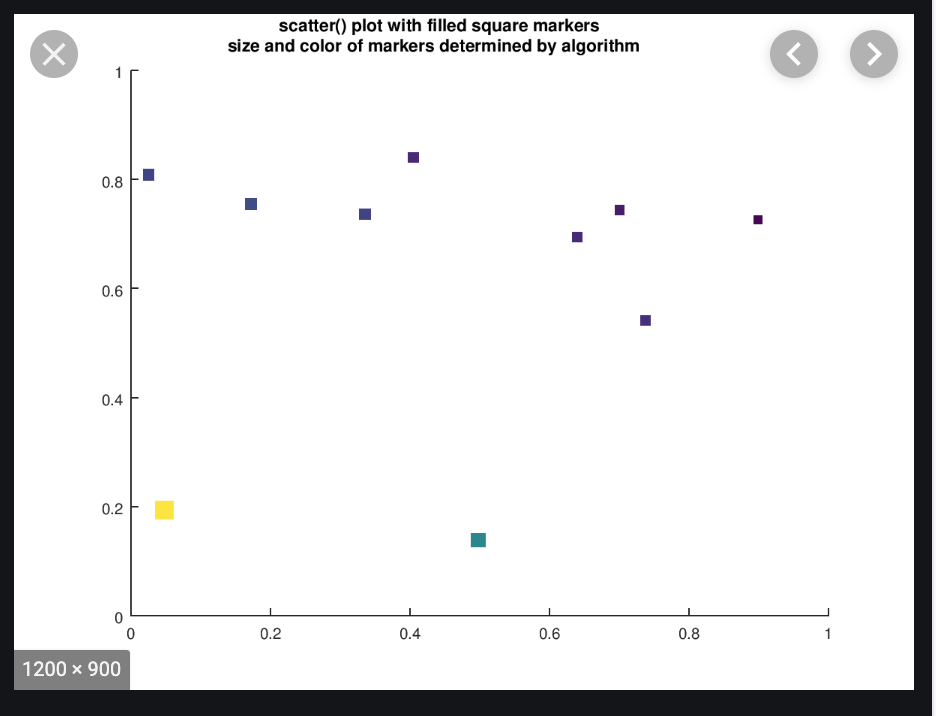 scatter() plot with filled square markers
size and color of markers determined by algorithm
1
0.8
0.6
0.4
0.2
0
0 0.2 0.4 0.6 0.8 1
1200 × 900